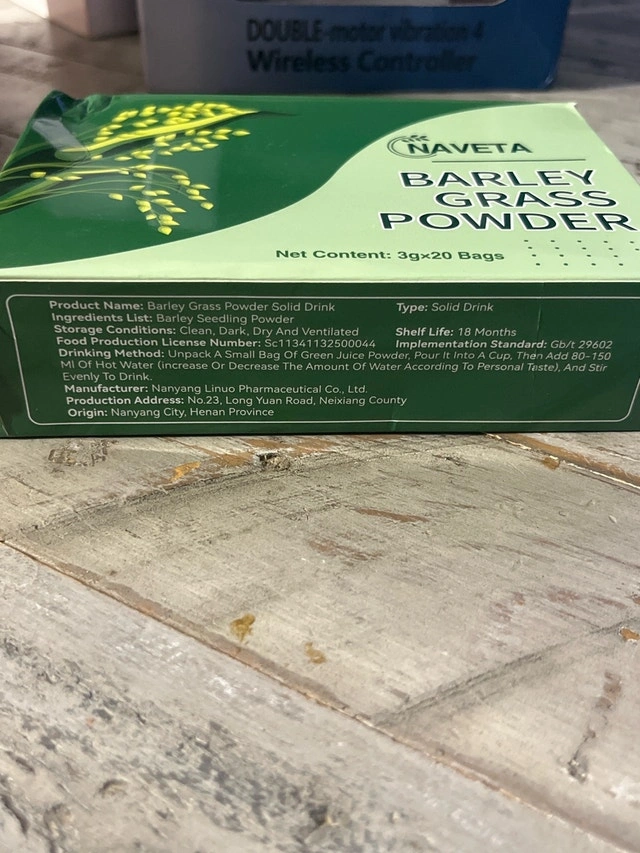 DOUBLE-motor vibration 4
Wireless Controller
NAVETA
BARLEY
GRASS
POWDER
Net Content: 3gx20 Bags
Product Name: Barley Grass Powder Solid Drink Type: Solid Drink
Ingredients List: Barley Seedling Powder
Storage Conditions: Clean, Dark, Dry And Ventilated Shelf Life: 18 Months
Food Production License Number: Sc11341132500044 Implementation Standard: Gb/t 29602
Drinking Method: Unpack A Small Bag Of Green Juice Powder, Pour It Into A Cup, Then Add 80-150
Ml Of Hot Water (increase Or Decrease The Amount Of Water According To Personal Taste), And Stir
Evenly To Drink.
Manufacturer: Nanyang Linuo Pharmaceutical Co., Ltd.
Production Address: No.23, Long Yuan Road, Neixiang County
Origin: Nanyang City, Henan Province